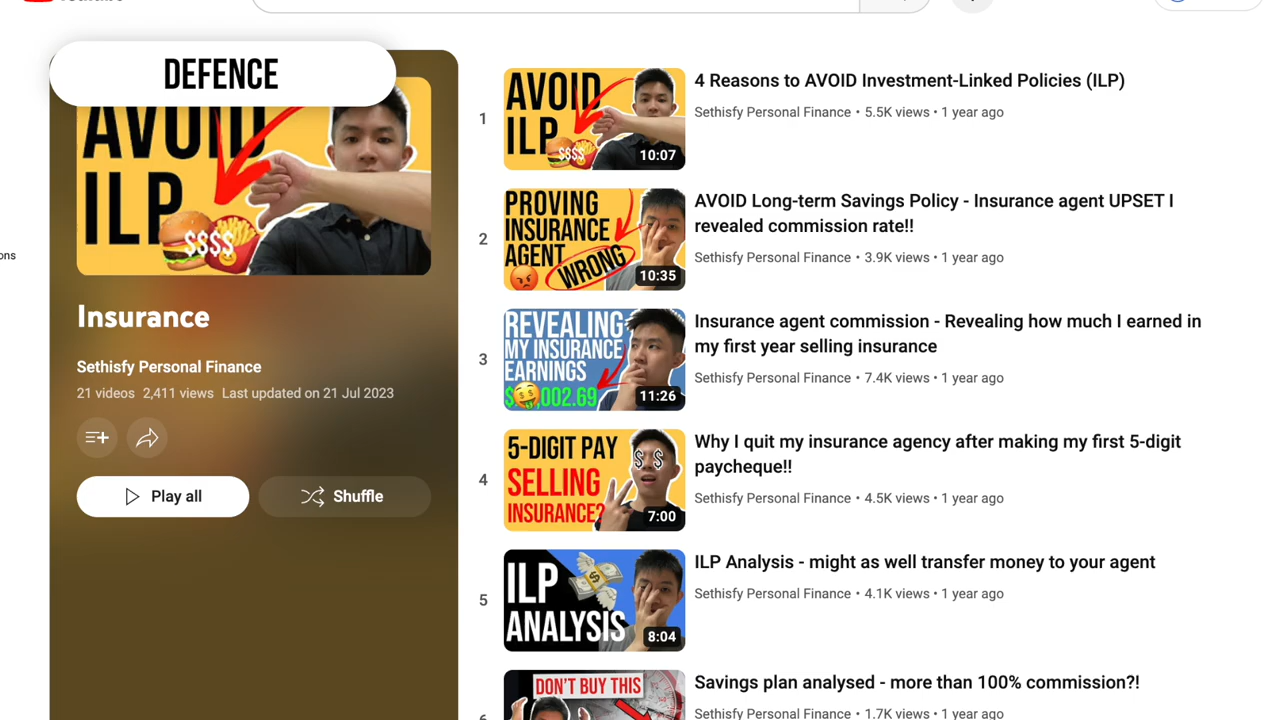 DEFENCE
AVOID
ILP
$$$$
Insurance
Sethisfy Personal Finance
21 videos 2,411 views Last updated on 21 Jul 2023
Play all
Shuffle
ons
1
AVOID
ILP
$$$$
10:07
4 Reasons to AVOID Investment-Linked Policies (ILP)
Sethisfy Personal Finance • 5.5K views • 1 year ago
2
PROVING
INSURANCE
AGENT
WRONG
10:35
AVOID Long-term Savings Policy - Insurance agent UPSET I
revealed commission rate!!
Sethisfy Personal Finance • 3.9K views • 1 year ago
3
REVEALING
MY INSURANCE
EARNINGS
002.69
11:26
Insurance agent commission - Revealing how much I earned in
my first year selling insurance
Sethisfy Personal Finance • 7.4K views • 1 year ago
4
5-DIGIT PAY
SELLING
INSURANCE?
$ $
7:00
Why I quit my insurance agency after making my first 5-digit
paycheque!!
Sethisfy Personal Finance • 4.5K views • 1 year ago
5
ILP
ANALYSIS
8:04
ILP Analysis - might as well transfer money to your agent
Sethisfy Personal Finance • 4.1K views • 1 year ago
DON'T BUY THIS
Savings plan analysed - more than 100% commission?!
Sethisfy Personal Finance • 1.7K views • 1 year ago